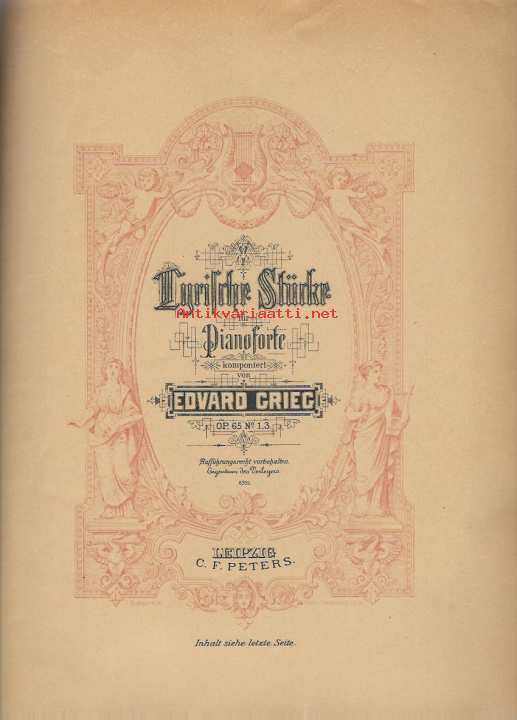 Lyrische Stücke
Antikvariaatti.net
für
Pianoforte
komponiert
von
EDVARD GRIEG
OP. 65 Nº 1.3.
Aufführungsrecht vorbehalten.
Eigentum des Verlegers.
LEIPZIG
C. F. PETERS.
Inhalt siehe letzte Seite.